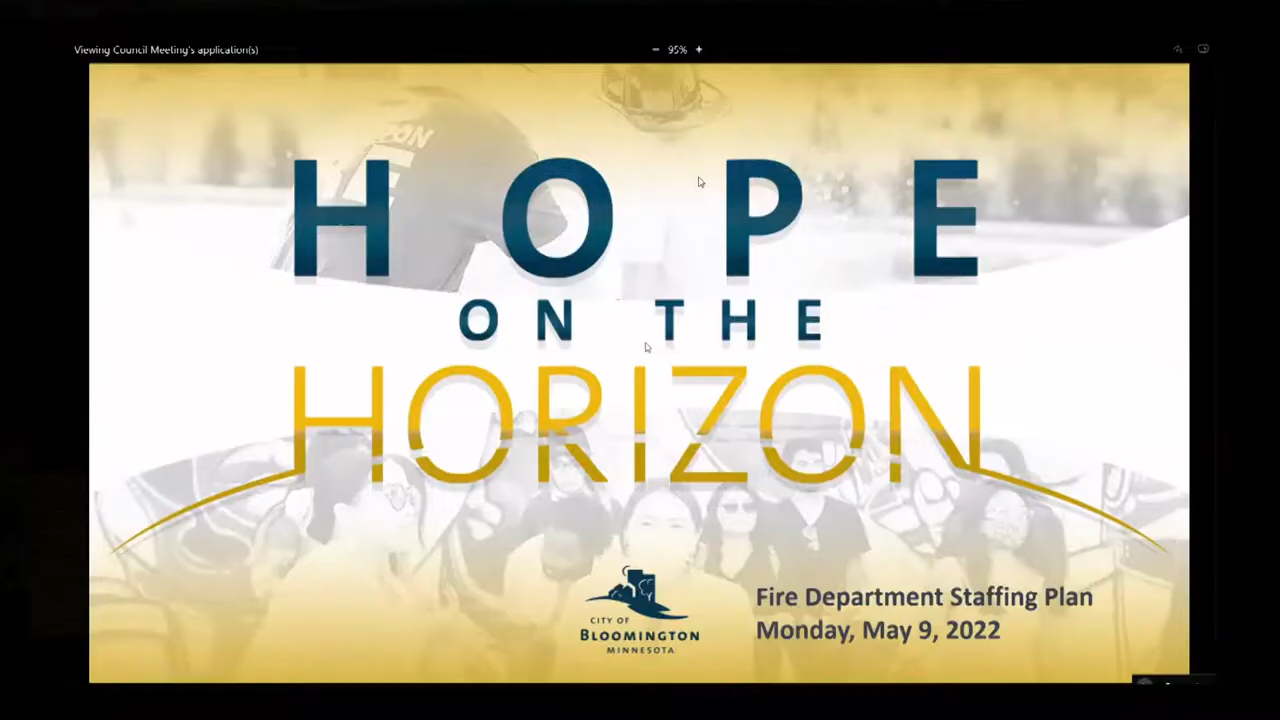 Viewing Council Meeting's application(s)
− 95% +
HOPE
ON THE
HORIZON
CITY OF
BLOOMINGTON
MINNESOTA
Fire Department Staffing Plan
Monday, May 9, 2022